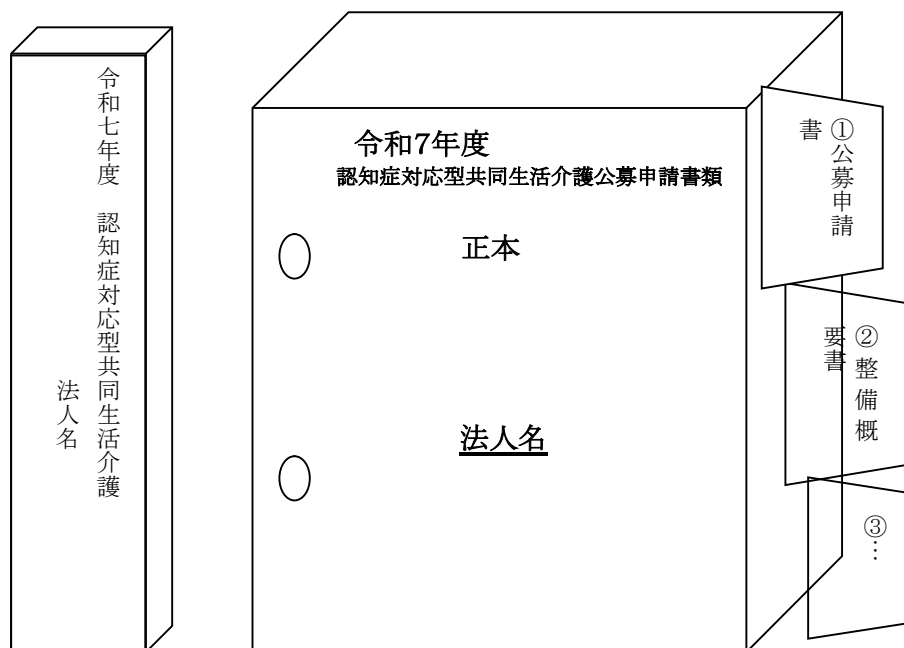 令和七年度　認知症対応型共同生活介護
法人名
令和7年度
認知症対応型共同生活介護公募申請書類
正本
法人名
①公募申請
書
②整備概
要書
③…